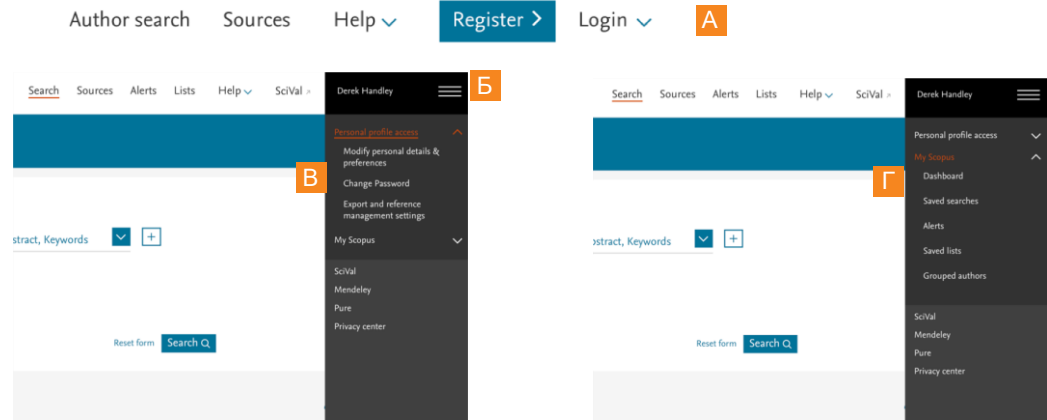 Author search Sources Help Register Login А
Search Sources Alerts Lists Help SciVal Derek Handley Б
Personal profile access
Modify personal details &
preferences
В
Change Password
Export and reference
management settings
stract, Keywords
My Scopus
SciVal
Mendeley
Pure
Privacy center
Reset form Search
Search Sources Alerts Lists Help SciVal Derek Handley
Personal profile access
My Scopus
Г
Dashboard
Saved searches
Alerts
stract, Keywords
Saved lists
Grouped authors
SciVal
Mendeley
Pure
Privacy center
Reset form Search